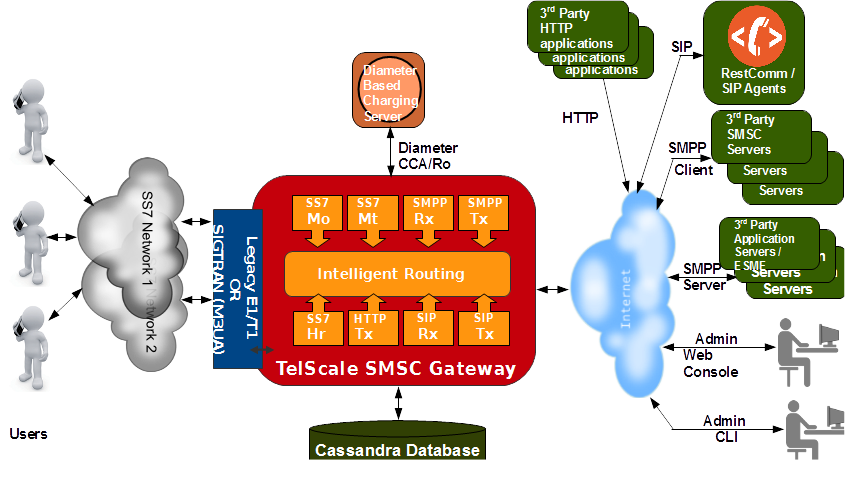 3rd Party
HTTP
applications
applications
applications
SIP
RestComm /
SIP Agents
HTTP
Diameter
Based
Charging
Server
Diameter
CCA/Ro
SMPP
Client
3rd Party
SMSC
Servers
Servers
Servers
SS7 Network 1
Network 2
Legacy E1/T1
OR
SIGTRAN (M3UA)
SS7
Mo
SS7
Mt
SMPP
Rx
SMPP
Tx
Intelligent Routing
SS7
Hr
HTTP
Tx
SIP
Rx
SIP
Tx
TelScale SMSC Gateway
Internet
SMPP
Server
3rd Party
Application
Servers /
ESME
Servers
Servers
Admin
Web
Console
Admin
CLI
Users
Cassandra Database